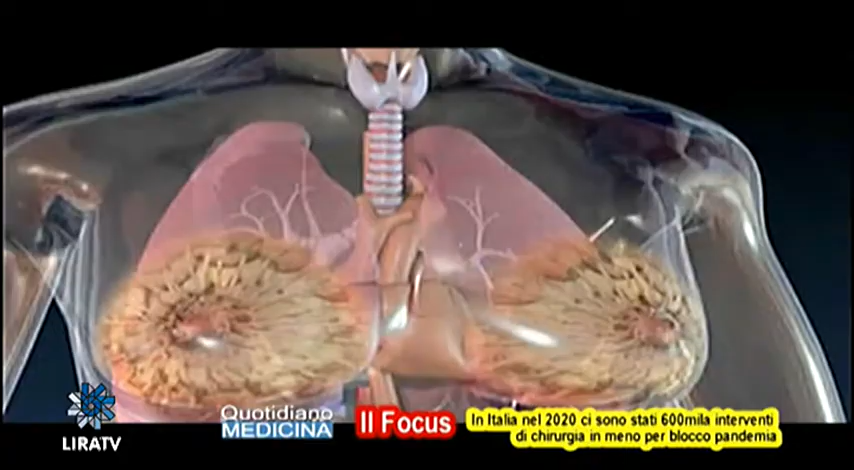 LIRATV
Quotidiano
MEDICINA
Il Focus
In Italia nel 2020 ci sono stati 600mila interventi
di chirurgia in meno per blocco pandemia